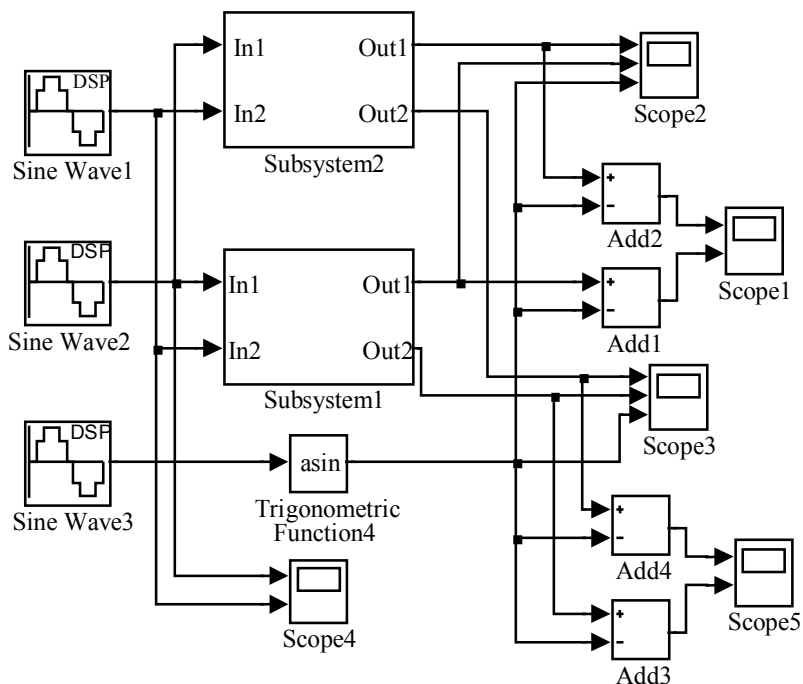 DSP
Sine Wave1
In1
In2
Out1
Out2
Subsystem2
Scope2
+
−
Add2
Scope1
DSP
Sine Wave2
In1
In2
Out1
Out2
Subsystem1
+
−
Add1
Scope3
DSP
Sine Wave3
asin
Trigonometric
Function4
Scope4
+
−
Add4
Scope5
+
−
Add3